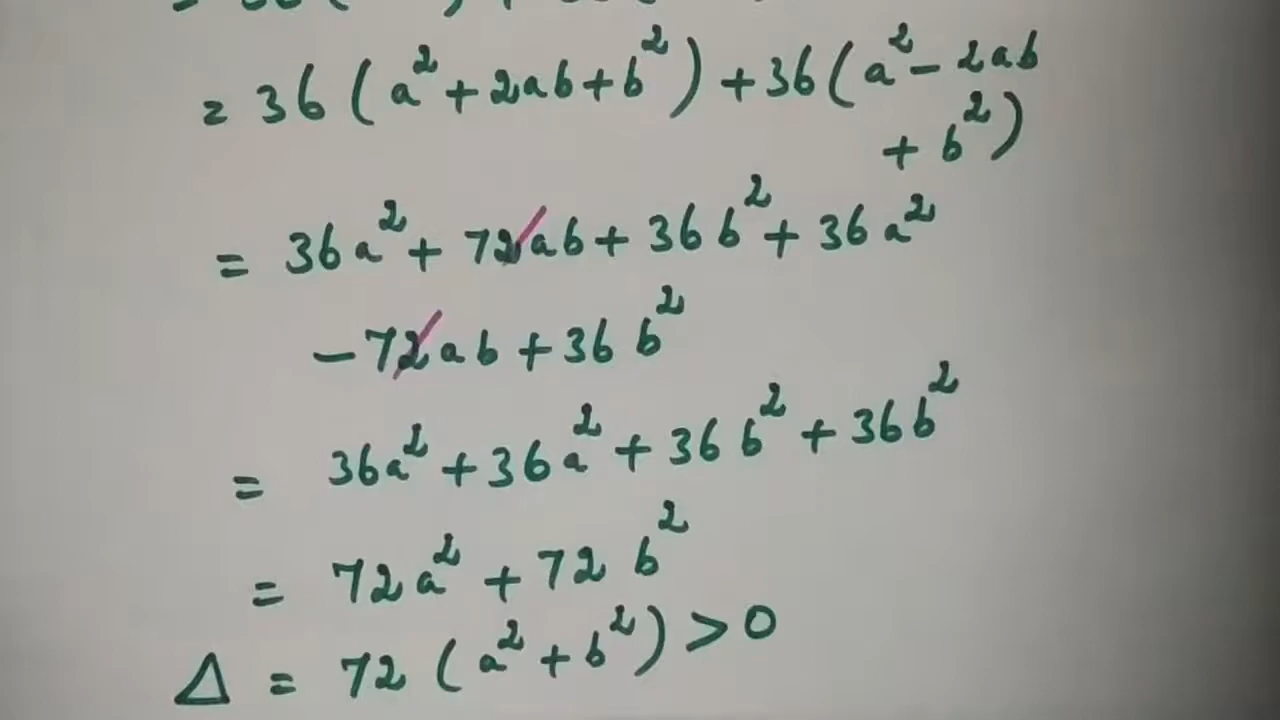 = 36 (a² + 2ab + b²) + 36 (a² - 2ab
+ b²)
= 36a² + 72ab + 36b² + 36a²
- 72ab + 36b²
= 36a² + 36a² + 36b² + 36b²
= 72a² + 72b²
Δ = 72 (a² + b²) > 0